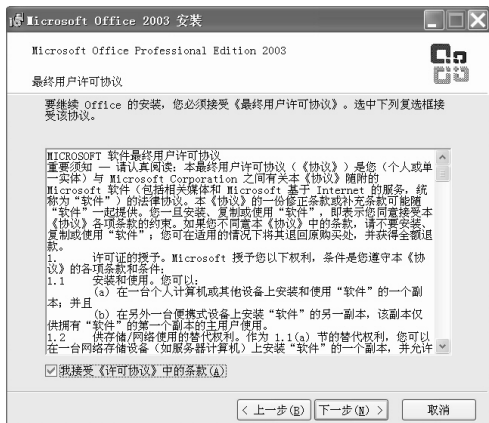 Microsoft Office 2003 安装
Microsoft Office Professional Edition 2003
最终用户许可协议
要继续 Office 的安装，您必须接受《最终用户许可协议》。选中下列复选框接
受该协议。
MICROSOFT 软件最终用户许可协议
重要须知 — 请认真阅读：本最终用户许可协议（《协议》）是您（个人或单
一实体）与 Microsoft Corporation 之间有关本《协议》随附的
Microsoft 软件（包括相关媒体和 Microsoft 基于 Internet 的服务，统
称为“软件”）的法律协议。本《协议》的一份修正条款或补充条款可能随
“软件”一起提供。您一旦安装、复制或使用“软件”，即表示您同意接受本
《协议》各项条款的约束。如果您不同意本《协议》中的条款，请不要安装、
复制或使用“软件”；您可在适用的情况下将其退回原购买处，并获得全额退
款。
1. 许可证的授予。Microsoft 授予您以下权利，条件是您遵守本《协
议》的各项条款和条件：
1.1 安装和使用。您可以：
(a) 在一台个人计算机或其他设备上安装和使用“软件”的一个副
本；并且
(b) 在另外一台便携式设备上安装“软件”的另一副本，该副本仅
供拥有“软件”的第一个副本的主用户使用。
1.2 供存储/网络使用的替代权利。作为 1.1(a) 节的替代权利，您可以
在一台网络存储设备（如服务器计算机）上安装“软件”的一个副本，并允许
我接受《许可协议》中的条款(A)
< 上一步(B) 下一步(N) > 取消